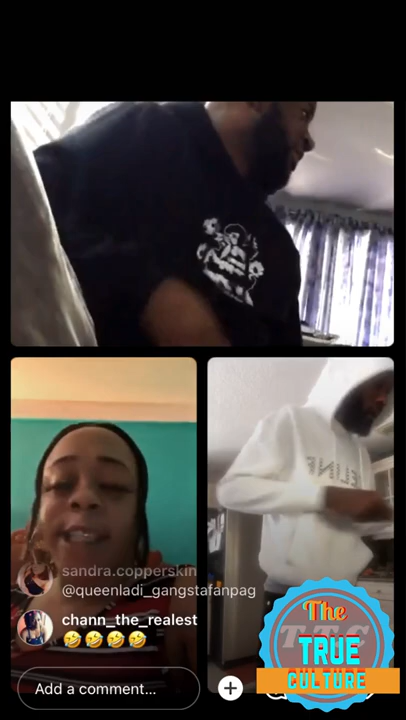 sandra.copperskin
@queenladi_gangstafanpag
chann_the_realest
🤣🤣🤣🤣
Add a comment...
The
TRUE
CULTURE